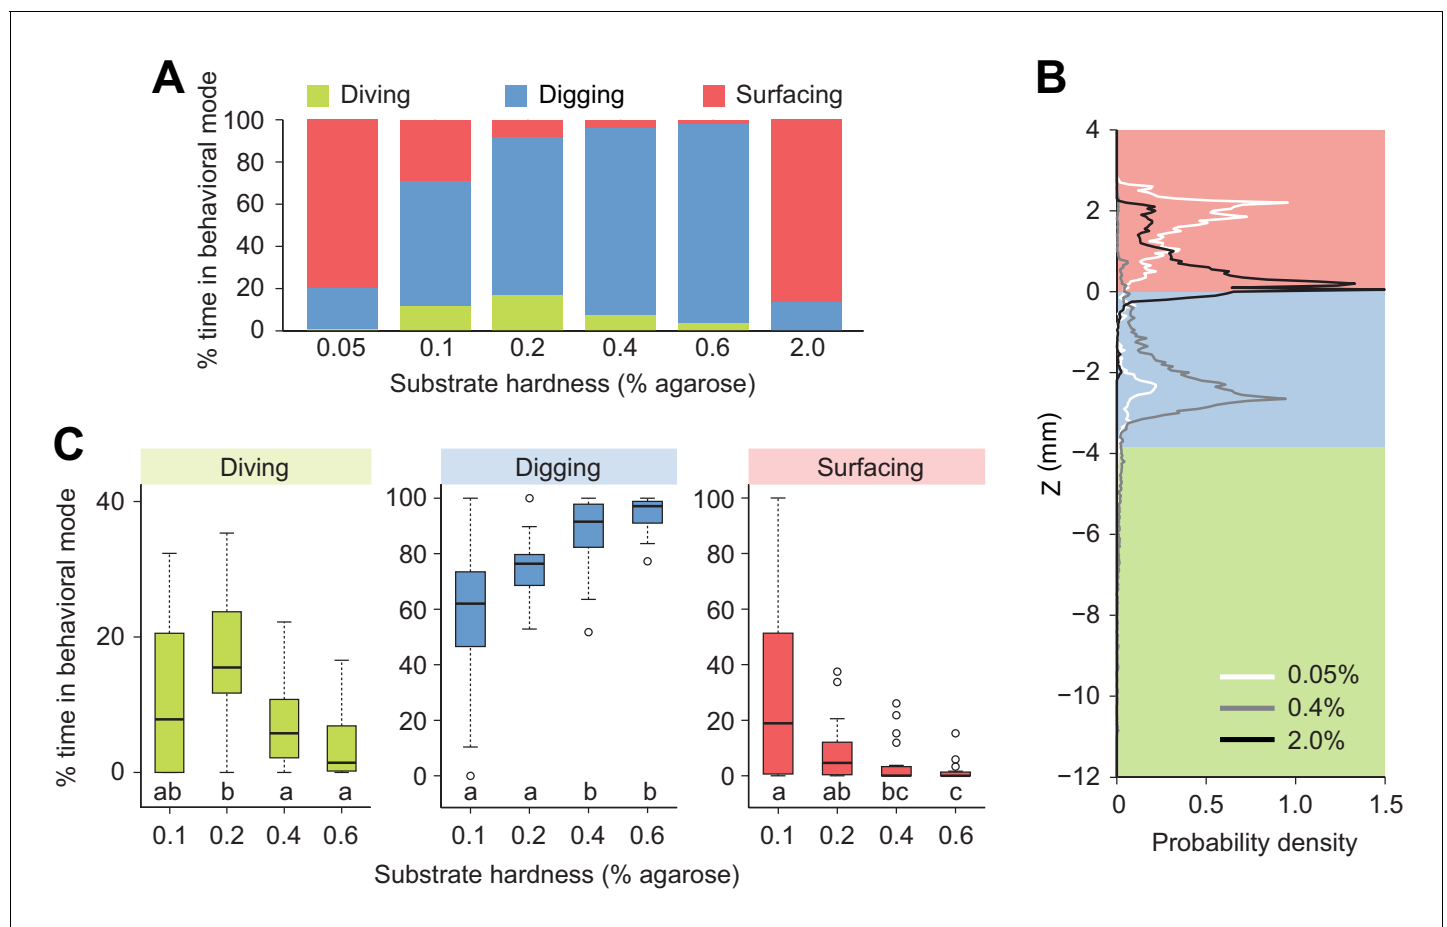 A
Diving Digging Surfacing
% time in behavioral mode
100
80
60
40
20
0
0.05 0.1 0.2 0.4 0.6 2.0
Substrate hardness (% agarose)
B
4
2
0
−2
−4
−6
−8
−10
−12
Z (mm)
0.05%
0.4%
2.0%
0 0.5 1.0 1.5
Probability density
C
Diving Digging Surfacing
% time in behavioral mode
40
20
0
ab b a a
0.1 0.2 0.4 0.6
100
80
60
40
20
0
a a b b
0.1 0.2 0.4 0.6
100
80
60
40
20
0
a ab bc c
0.1 0.2 0.4 0.6
Substrate hardness (% agarose)